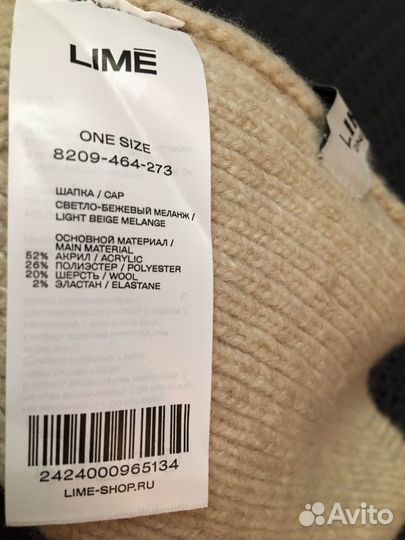 LIMĒ
ONE SIZE
8209-464-273
ШАПКА / CAP
СВЕТЛО-БЕЖЕВЫЙ МЕЛАНЖ /
LIGHT BEIGE MELANGE
ОСНОВНОЙ МАТЕРИАЛ /
MAIN MATERIAL
52% АКРИЛ / ACRYLIC
26% ПОЛИЭСТЕР / POLYESTER
20% ШЕРСТЬ / WOOL
2% ЭЛАСТАН / ELASTANE
2424000965134
LIME-SHOP.RU
Avito